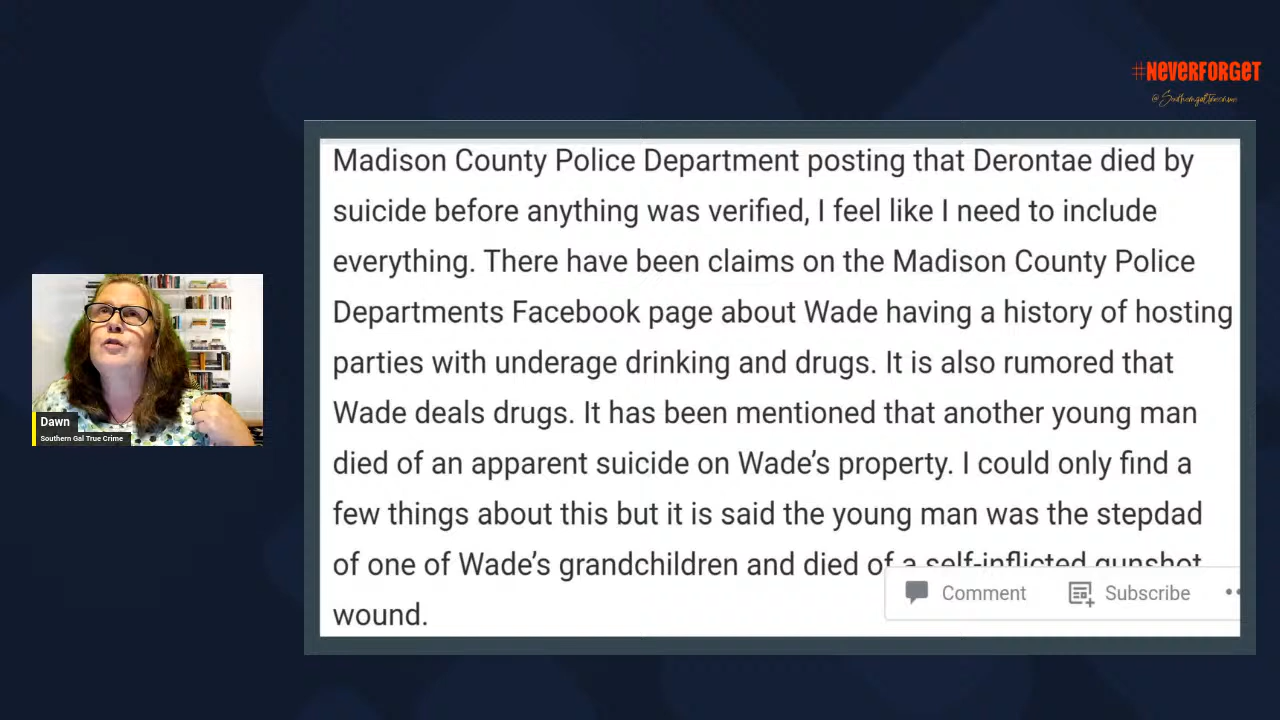 #NEVERFORGET
@Southerngaltruecrime
Madison County Police Department posting that Derontae died by
suicide before anything was verified, I feel like I need to include
everything. There have been claims on the Madison County Police
Departments Facebook page about Wade having a history of hosting
parties with underage drinking and drugs. It is also rumored that
Wade deals drugs. It has been mentioned that another young man
died of an apparent suicide on Wade's property. I could only find a
few things about this but it is said the young man was the stepdad
of one of Wade's grandchildren and died of a self-inflicted gunshot
wound.
Comment
Subscribe
Dawn
Southern Gal True Crime